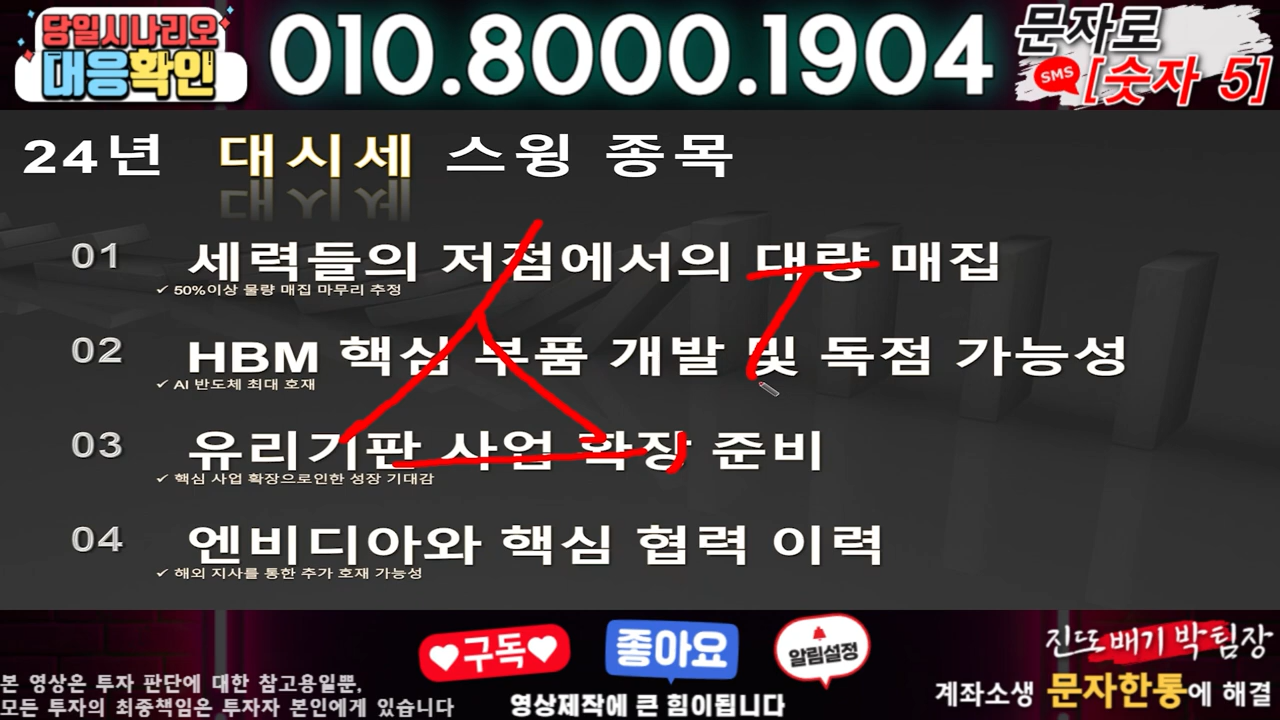 당일시나리오
대응확인
010.8000.1904
문자로
SMS [숫자 5]
24년 대시세 스윙 종목
01 세력들의 저점에서의 대량 매집
✓ 50%이상 물량 매집 마무리 추정
02 HBM 핵심 부품 개발 및 독점 가능성
✓ AI 반도체 최대 호재
03 유리기판 사업 확장 준비
✓ 핵심 사업 확장으로인한 성장 기대감
04 엔비디아와 핵심 협력 이력
✓ 해외 지사를 통한 추가 호재 가능성
구독
좋아요
알림설정
영상제작에 큰 힘이됩니다
본 영상은 투자 판단에 대한 참고용일뿐,
모든 투자의 최종책임은 투자자 본인에게 있습니다
진또배기 박팀장
계좌소생 문자한통에 해결